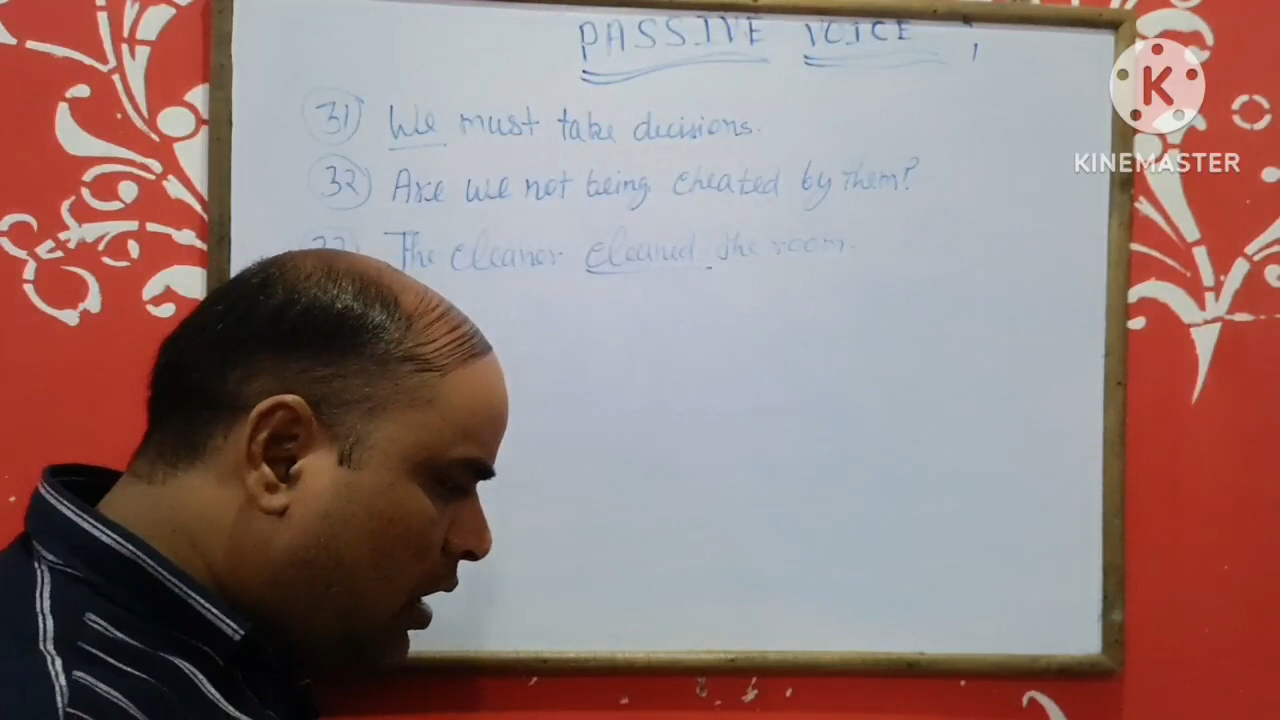 PASSIVE VOICE :
31) We must take decisions.
32) Are we not being cheated by them?
33) The cleaner cleaned the room.
K
KINEMASTER